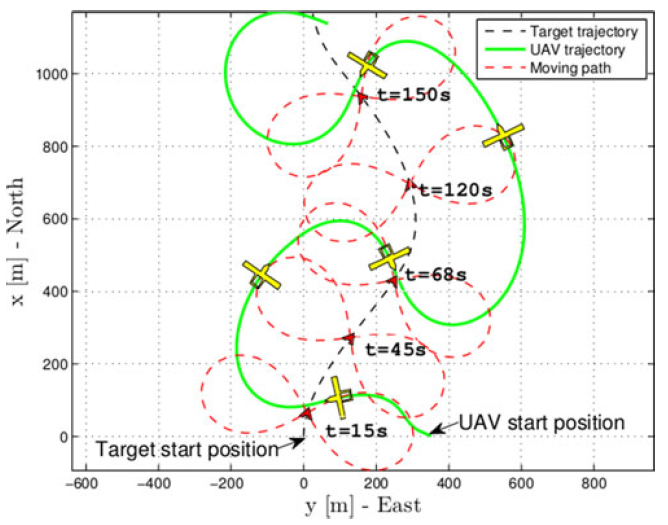 Target trajectory
UAV trajectory
Moving path
1000
800
600
400
200
0
x [m] - North
t=150s
t=120s
t=68s
t=45s
t=15s
Target start position
UAV start position
−600
−400
−200
0
200
400
600
800
y [m] - East